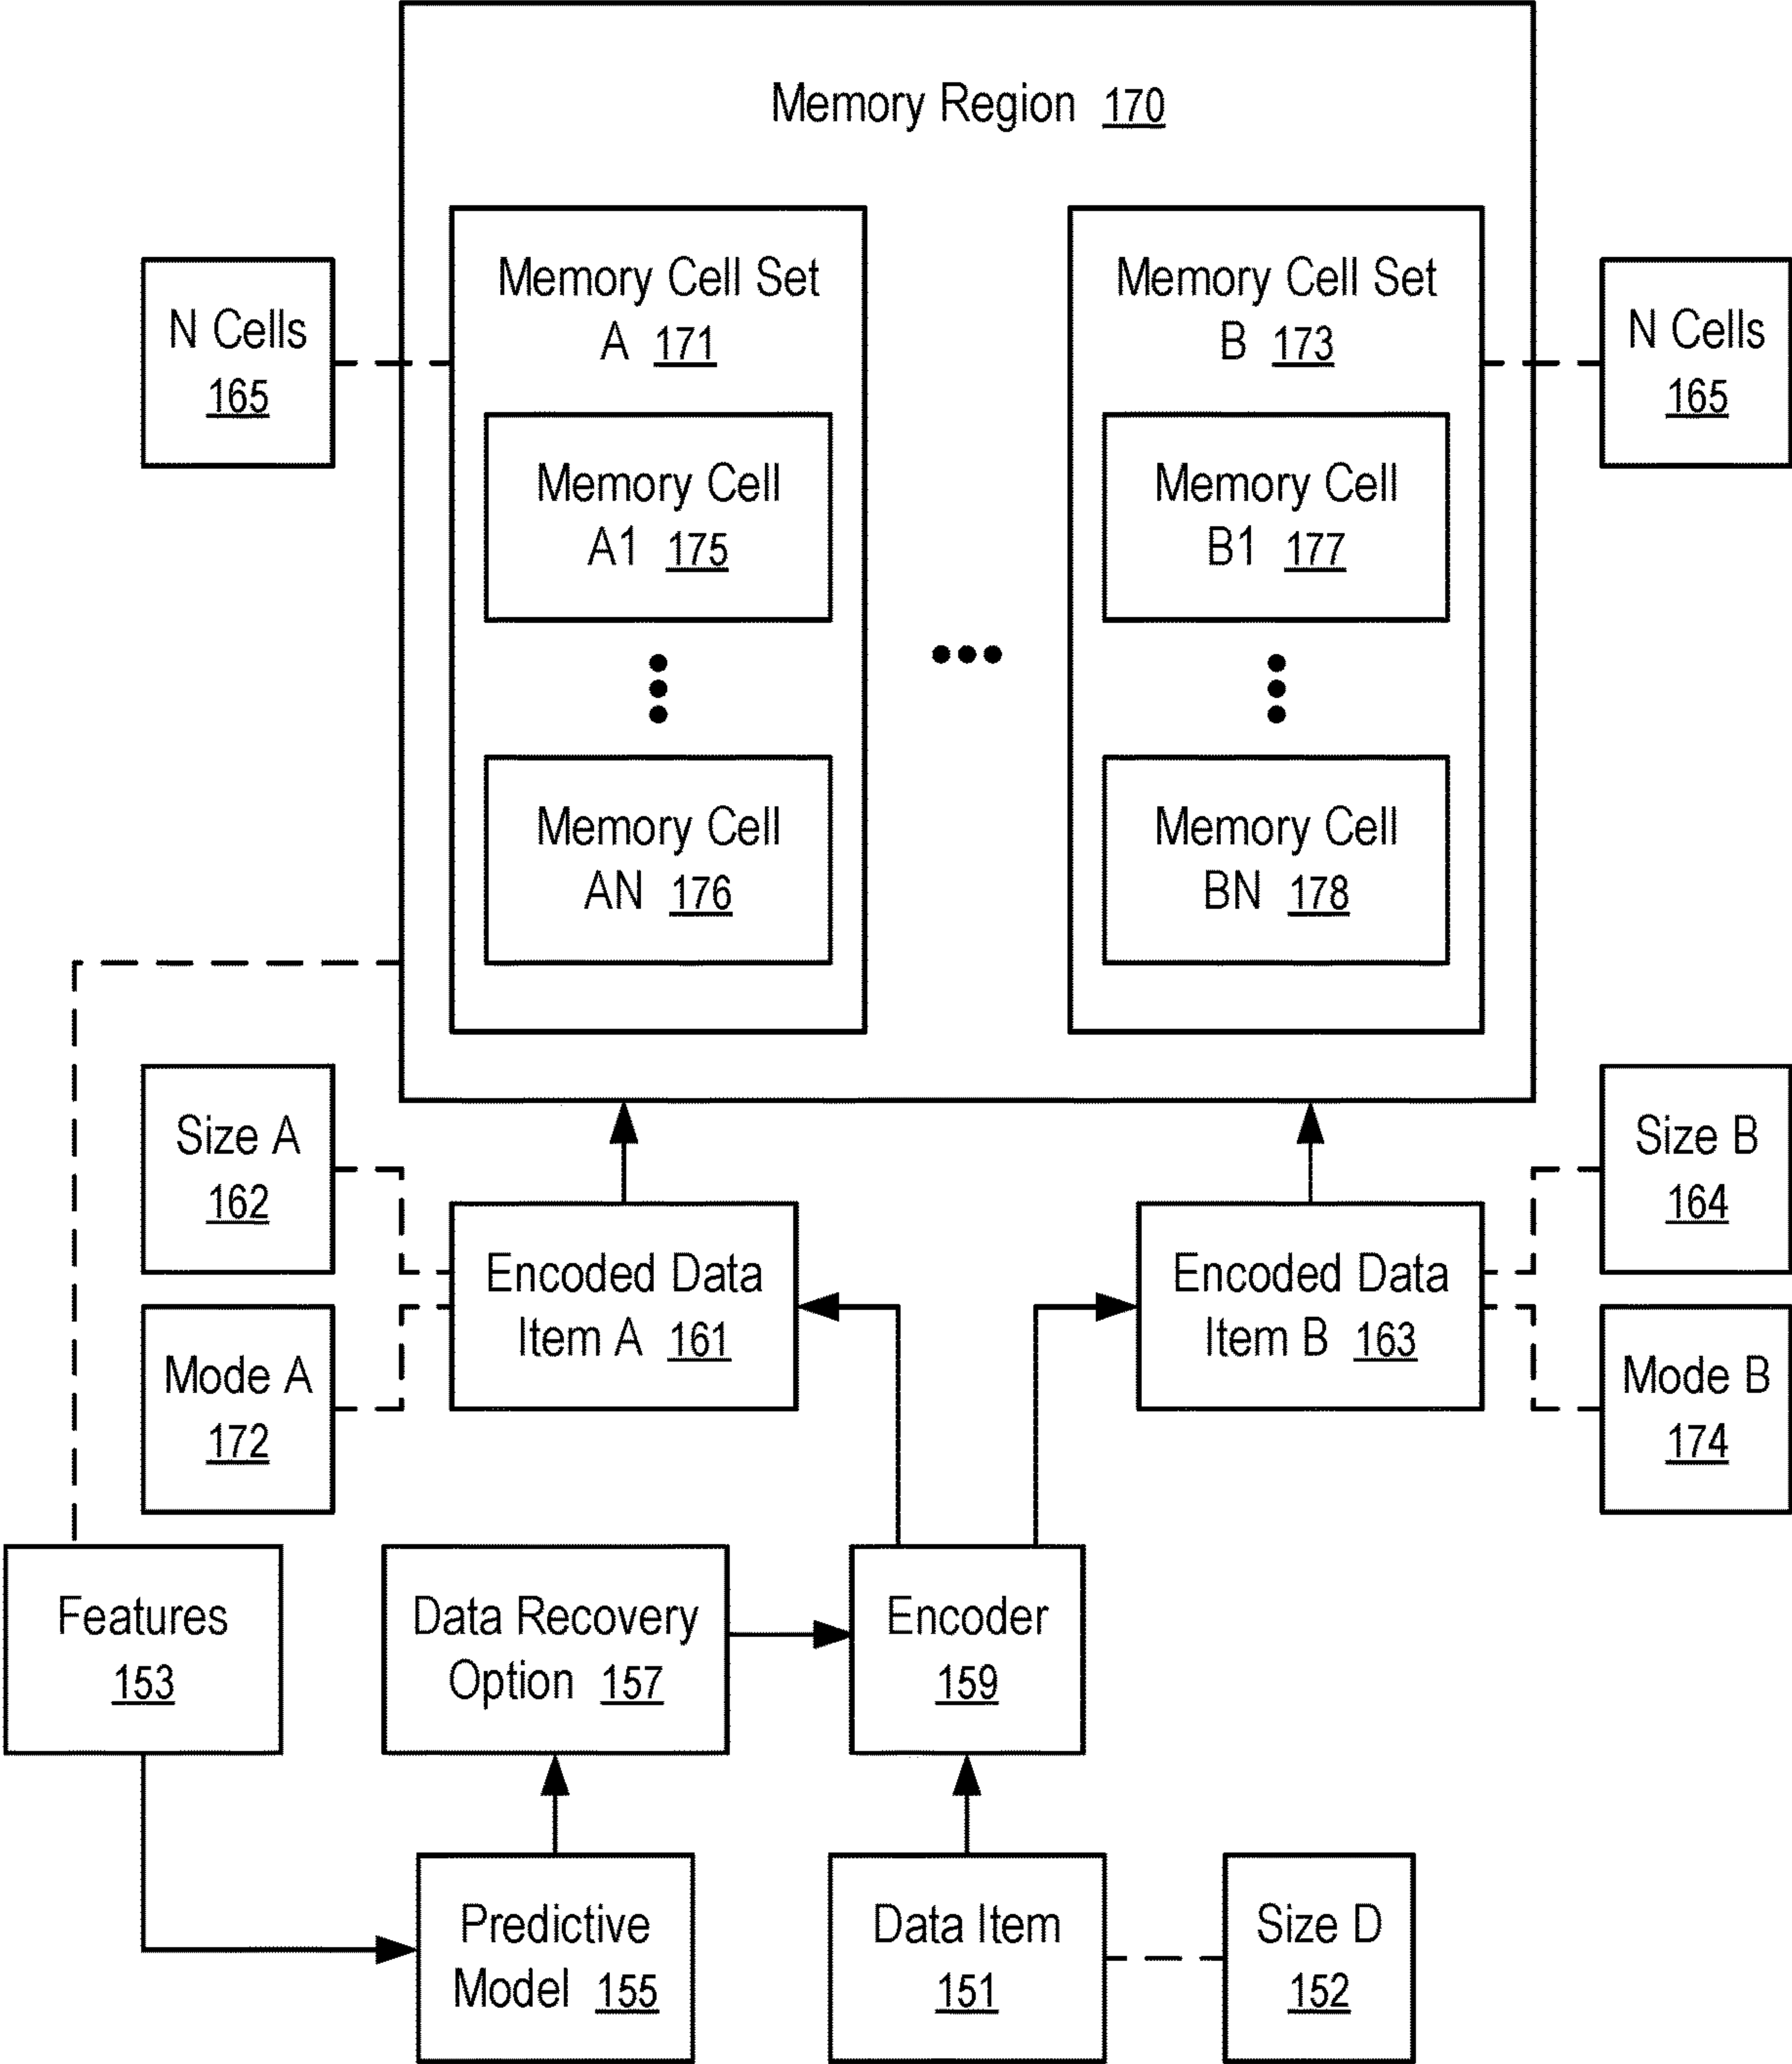 Memory Region 170
N Cells
165
Memory Cell Set
A 171
Memory Cell
A1 175
Memory Cell
AN 176
Memory Cell Set
B 173
Memory Cell
B1 177
Memory Cell
BN 178
N Cells
165
Size A
162
Mode A
172
Encoded Data
Item A 161
Encoded Data
Item B 163
Size B
164
Mode B
174
Features
153
Data Recovery
Option 157
Encoder
159
Predictive
Model 155
Data Item
151
Size D
152